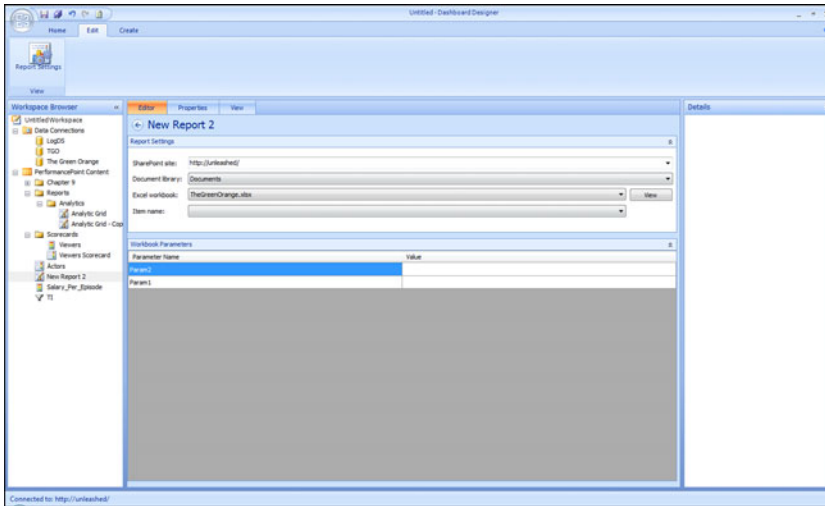 Untitled - Dashboard Designer
Home Edit Create
Report Settings
View
Workspace Browser «
Untitled Workspace
Data Connections
LogDS
TGO
The Green Orange
PerformancePoint Content
Chapter 9
Reports
Analytics
Analytic Grid
Analytic Grid - Cop
Scorecards
Viewers
Viewers Scorecard
Actors
New Report 2
Salary_Per_Episode
TI
Editor Properties View
New Report 2
Report Settings
SharePoint site: http://unleashed/
Document library: Documents
Excel workbook: TheGreenOrange.xlsx View
Item name:
Workbook Parameters
Parameter Name Value
Param2
Param1
Details
Connected to: http://unleashed/